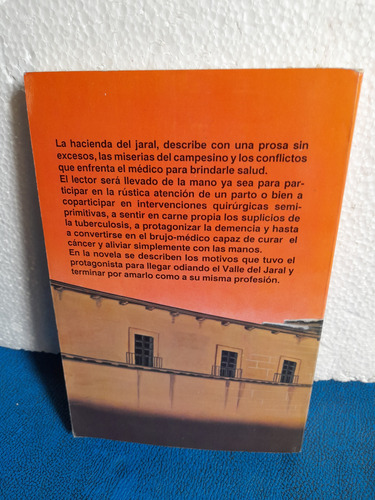 La hacienda del jaral, describe con una prosa sin
excesos, las miserias del campesino y los conflictos
que enfrenta el médico para brindarle salud.
El lector será llevado de la mano ya sea para par-
ticipar en la rústica atención de un parto o bien a
coparticipar en intervenciones quirúrgicas semi-
primitivas, a sentir en carne propia los suplicios de
la tuberculosis, a protagonizar la demencia y hasta
a convertirse en el brujo-médico capaz de curar el
cáncer y aliviar simplemente con las manos.
En la novela se describen los motivos que tuvo el
protagonista para llegar odiando el Valle del Jaral y
terminar por amarlo como a su misma profesión.